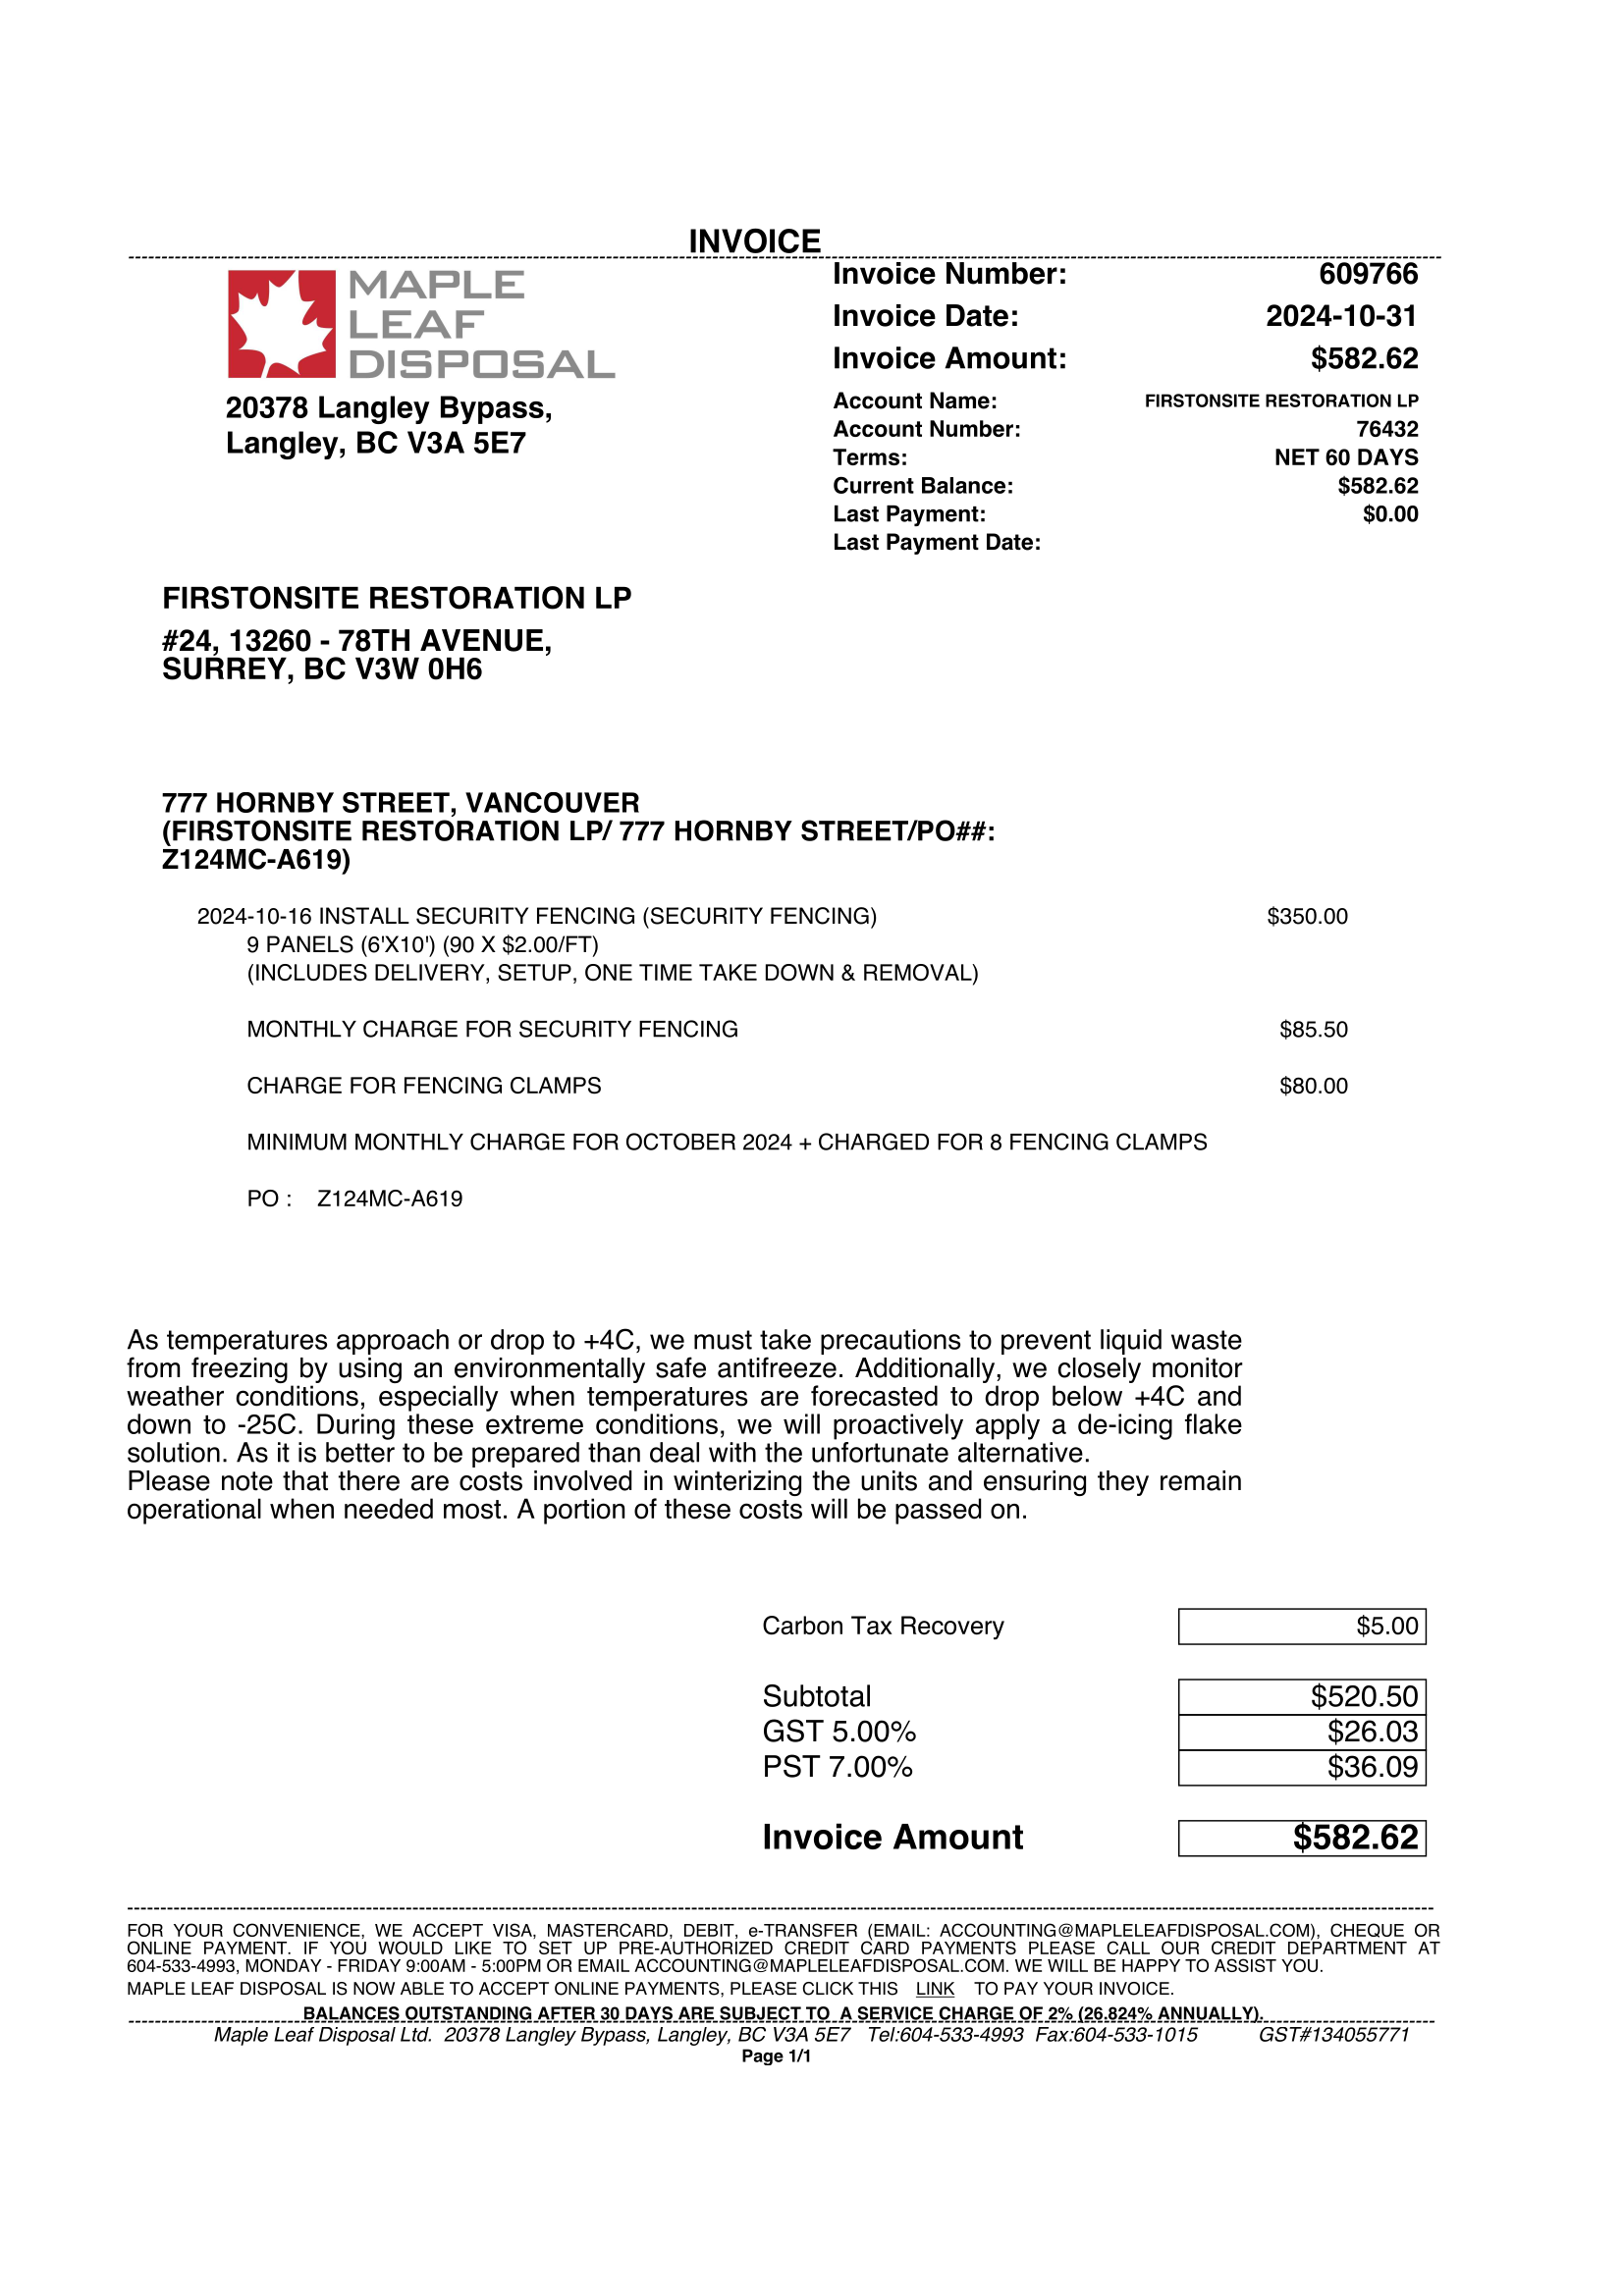 INVOICE
MAPLE
LEAF
DISPOSAL
20378 Langley Bypass,
Langley, BC V3A 5E7
Invoice Number: 609766
Invoice Date: 2024-10-31
Invoice Amount: $582.62
Account Name: FIRSTONSITE RESTORATION LP
Account Number: 76432
Terms: NET 60 DAYS
Current Balance: $582.62
Last Payment: $0.00
Last Payment Date:
FIRSTONSITE RESTORATION LP
#24, 13260 - 78TH AVENUE,
SURREY, BC V3W 0H6
777 HORNBY STREET, VANCOUVER
(FIRSTONSITE RESTORATION LP/ 777 HORNBY STREET/PO##:
Z124MC-A619)
2024-10-16 INSTALL SECURITY FENCING (SECURITY FENCING) $350.00
9 PANELS (6'X10') (90 X $2.00/FT)
(INCLUDES DELIVERY, SETUP, ONE TIME TAKE DOWN & REMOVAL)
MONTHLY CHARGE FOR SECURITY FENCING $85.50
CHARGE FOR FENCING CLAMPS $80.00
MINIMUM MONTHLY CHARGE FOR OCTOBER 2024 + CHARGED FOR 8 FENCING CLAMPS
PO : Z124MC-A619
As temperatures approach or drop to +4C, we must take precautions to prevent liquid waste
from freezing by using an environmentally safe antifreeze. Additionally, we closely monitor
weather conditions, especially when temperatures are forecasted to drop below +4C and
down to -25C. During these extreme conditions, we will proactively apply a de-icing flake
solution. As it is better to be prepared than deal with the unfortunate alternative.
Please note that there are costs involved in winterizing the units and ensuring they remain
operational when needed most. A portion of these costs will be passed on.
Carbon Tax Recovery $5.00
Subtotal $520.50
GST 5.00% $26.03
PST 7.00% $36.09
Invoice Amount $582.62
FOR YOUR CONVENIENCE, WE ACCEPT VISA, MASTERCARD, DEBIT, e-TRANSFER (EMAIL: ACCOUNTING@MAPLELEAFDISPOSAL.COM), CHEQUE OR
ONLINE PAYMENT. IF YOU WOULD LIKE TO SET UP PRE-AUTHORIZED CREDIT CARD PAYMENTS PLEASE CALL OUR CREDIT DEPARTMENT AT
604-533-4993, MONDAY - FRIDAY 9:00AM - 5:00PM OR EMAIL ACCOUNTING@MAPLELEAFDISPOSAL.COM. WE WILL BE HAPPY TO ASSIST YOU.
MAPLE LEAF DISPOSAL IS NOW ABLE TO ACCEPT ONLINE PAYMENTS, PLEASE CLICK THIS LINK TO PAY YOUR INVOICE.
BALANCES OUTSTANDING AFTER 30 DAYS ARE SUBJECT TO A SERVICE CHARGE OF 2% (26.824% ANNUALLY).
Maple Leaf Disposal Ltd. 20378 Langley Bypass, Langley, BC V3A 5E7 Tel:604-533-4993 Fax:604-533-1015 GST#134055771
Page 1/1